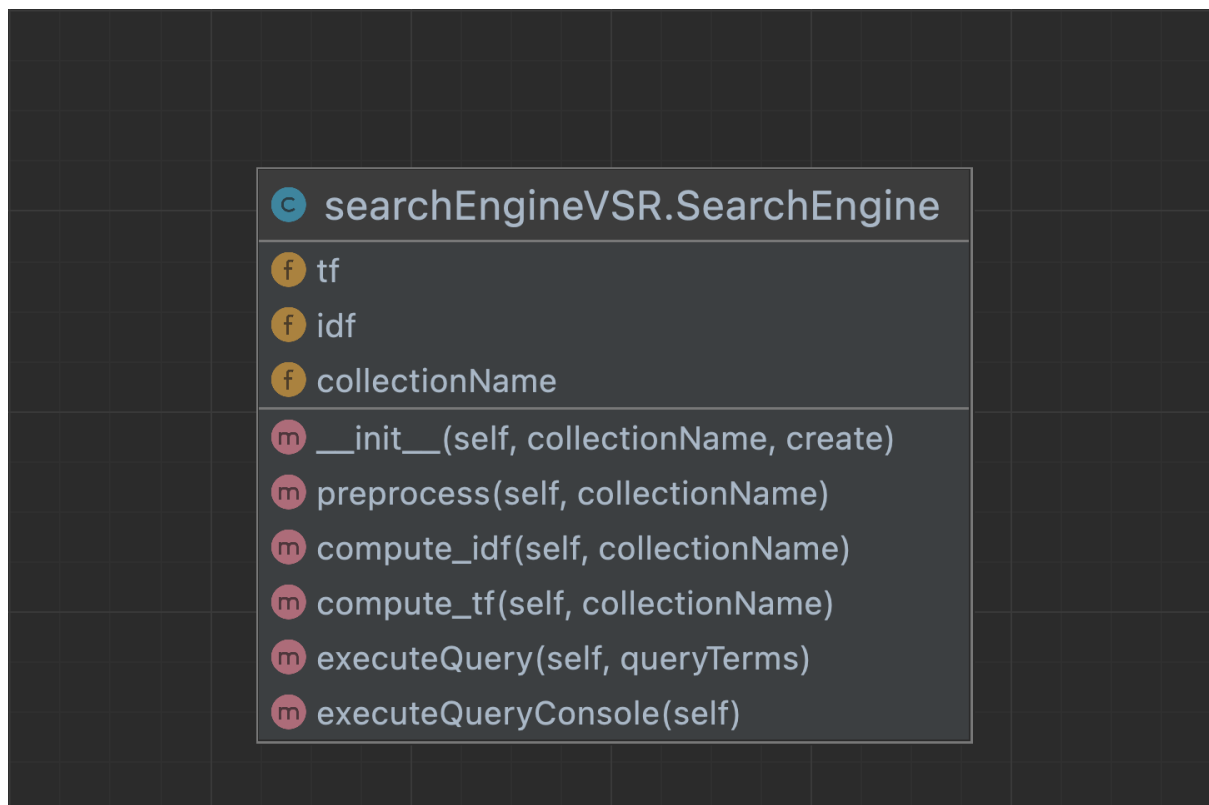 C searchEngineVSR.SearchEngine
f tf
f idf
f collectionName
m __init__(self, collectionName, create)
m preprocess(self, collectionName)
m compute_idf(self, collectionName)
m compute_tf(self, collectionName)
m executeQuery(self, queryTerms)
m executeQueryConsole(self)